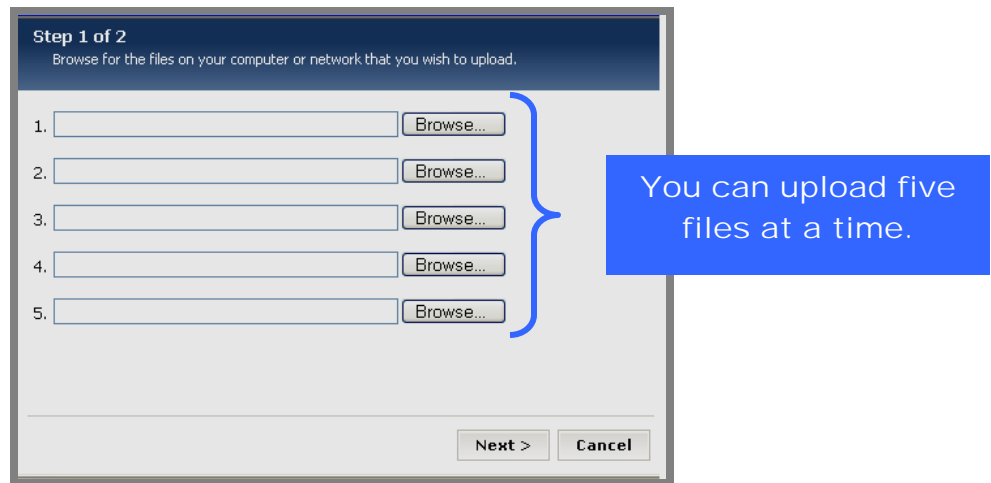 Step 1 of 2
Browse for the files on your computer or network that you wish to upload.
1. Browse...
2. Browse...
3. Browse...
4. Browse...
5. Browse...
You can upload five
files at a time.
Next > Cancel